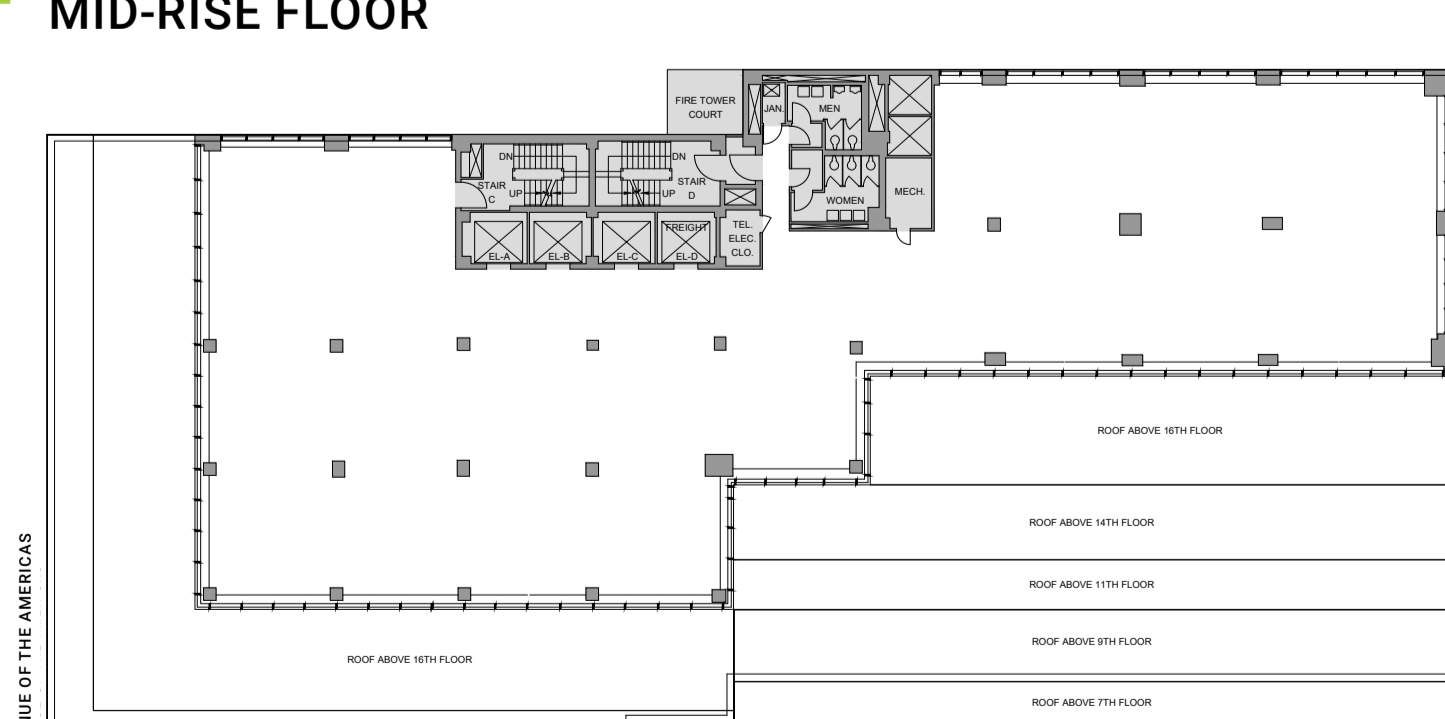 MID-RISE FLOOR
FIRE TOWER
COURT
JAN.
MEN
DN
UP
STAIR
C
DN
UP
STAIR
D
WOMEN
MECH.
EL-A
EL-B
EL-C
FREIGHT
EL-D
TEL.
ELEC.
CLO.
ROOF ABOVE 16TH FLOOR
ROOF ABOVE 14TH FLOOR
ROOF ABOVE 11TH FLOOR
ROOF ABOVE 9TH FLOOR
ROOF ABOVE 16TH FLOOR
ROOF ABOVE 7TH FLOOR
NUE OF THE AMERICAS